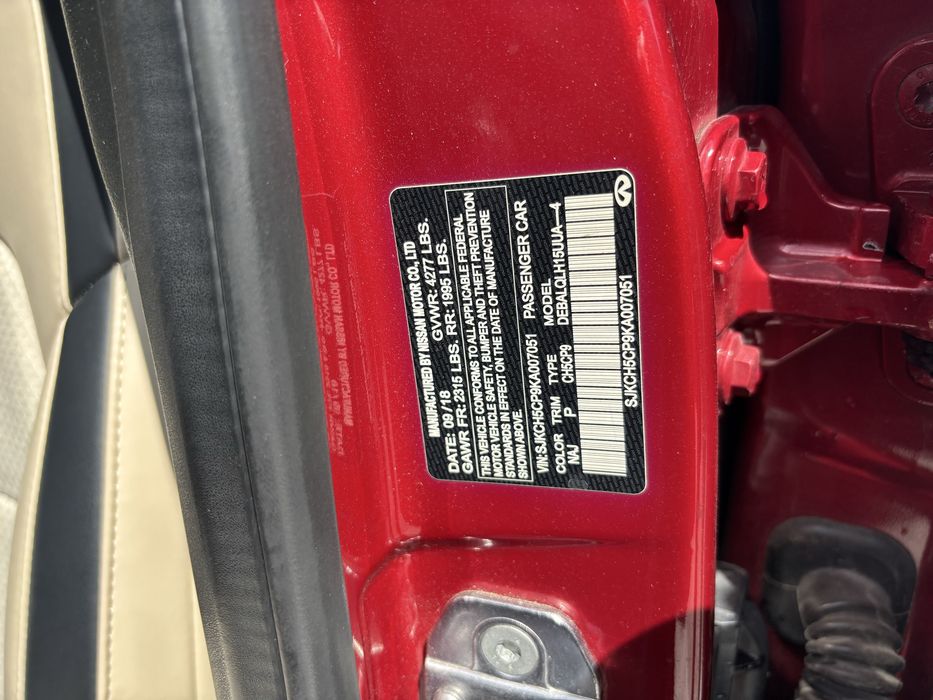 MANUFACTURED BY NISSAN MOTOR CO., LTD
DATE: 09/18 GVWR: 4277 LBS.
GAWR FR: 2315 LBS. RR: 1995 LBS.
THIS VEHICLE CONFORMS TO ALL APPLICABLE FEDERAL
MOTOR VEHICLE SAFETY, BUMPER AND THEFT PREVENTION
STANDARDS IN EFFECT ON THE DATE OF MANUFACTURE
SHOWN ABOVE.
VIN:SJKCH5CP9KA007051 PASSENGER CAR
COLOR TRIM TYPE MODEL
NAJ P CH5CP9 DEBALQLH15UUA-4
SJKCH5CP9KA007051